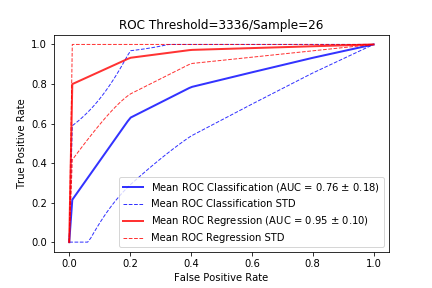 ROC Threshold=3336/Sample=26
True Positive Rate
1.0
0.8
0.6
0.4
0.2
0.0
Mean ROC Classification (AUC = 0.76 ± 0.18)
Mean ROC Classification STD
Mean ROC Regression (AUC = 0.95 ± 0.10)
Mean ROC Regression STD
0.0 0.2 0.4 0.6 0.8 1.0
False Positive Rate